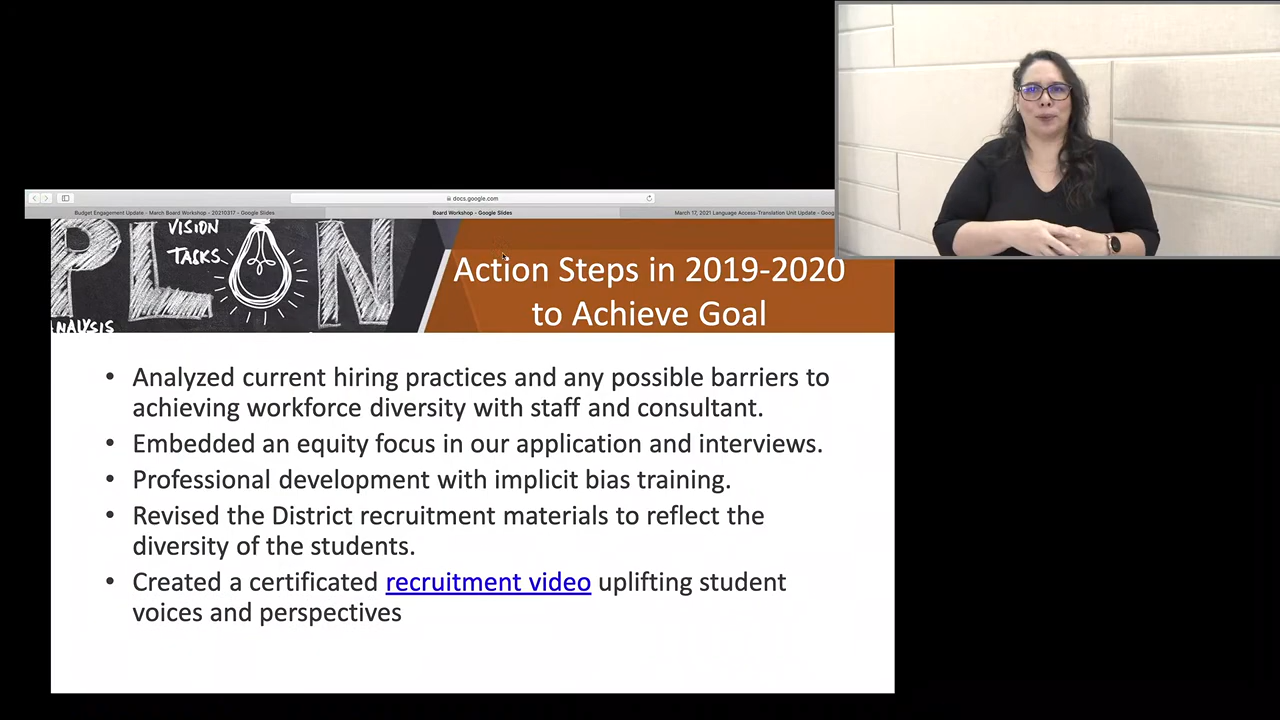 docs.google.com
Budget Engagement Update - March Board Workshop - 20210317 - Google Slides
Board Workshop - Google Slides
March 17, 2021 Language Access-Translation Unit Update - Goog
PLAN
VISION
TASKS
ANALYSIS
Action Steps in 2019-2020
to Achieve Goal
• Analyzed current hiring practices and any possible barriers to
achieving workforce diversity with staff and consultant.
• Embedded an equity focus in our application and interviews.
• Professional development with implicit bias training.
• Revised the District recruitment materials to reflect the
diversity of the students.
• Created a certificated recruitment video uplifting student
voices and perspectives